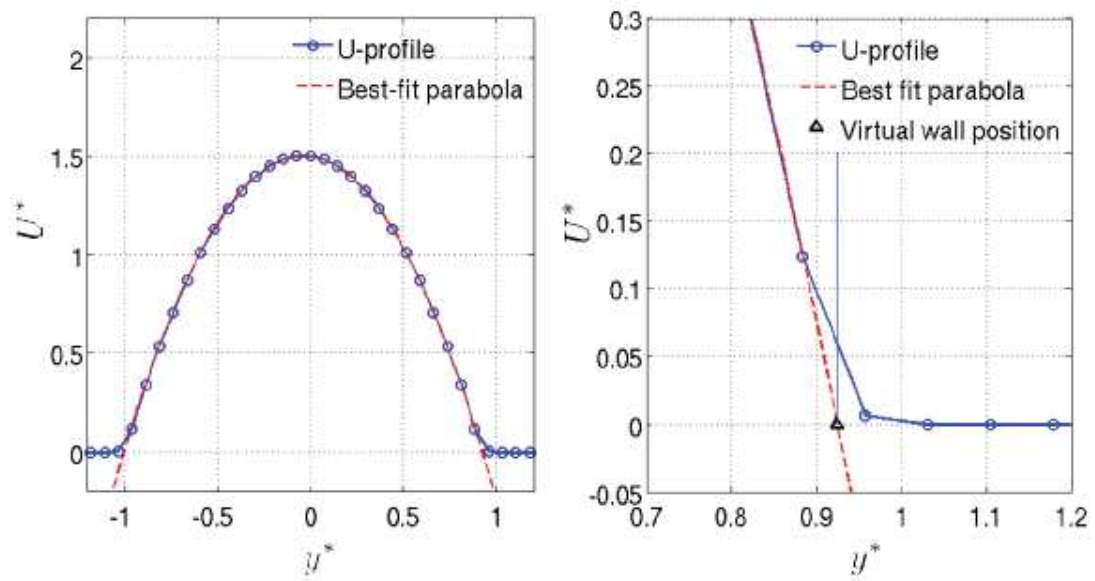 2
1.5
1
0.5
0
-1
-0.5
0
0.5
1
U*
y*
U-profile
Best-fit parabola
0.3
0.25
0.2
0.15
0.1
0.05
0
-0.05
0.7
0.8
0.9
1
1.1
1.2
U*
y*
U-profile
Best fit parabola
Virtual wall position